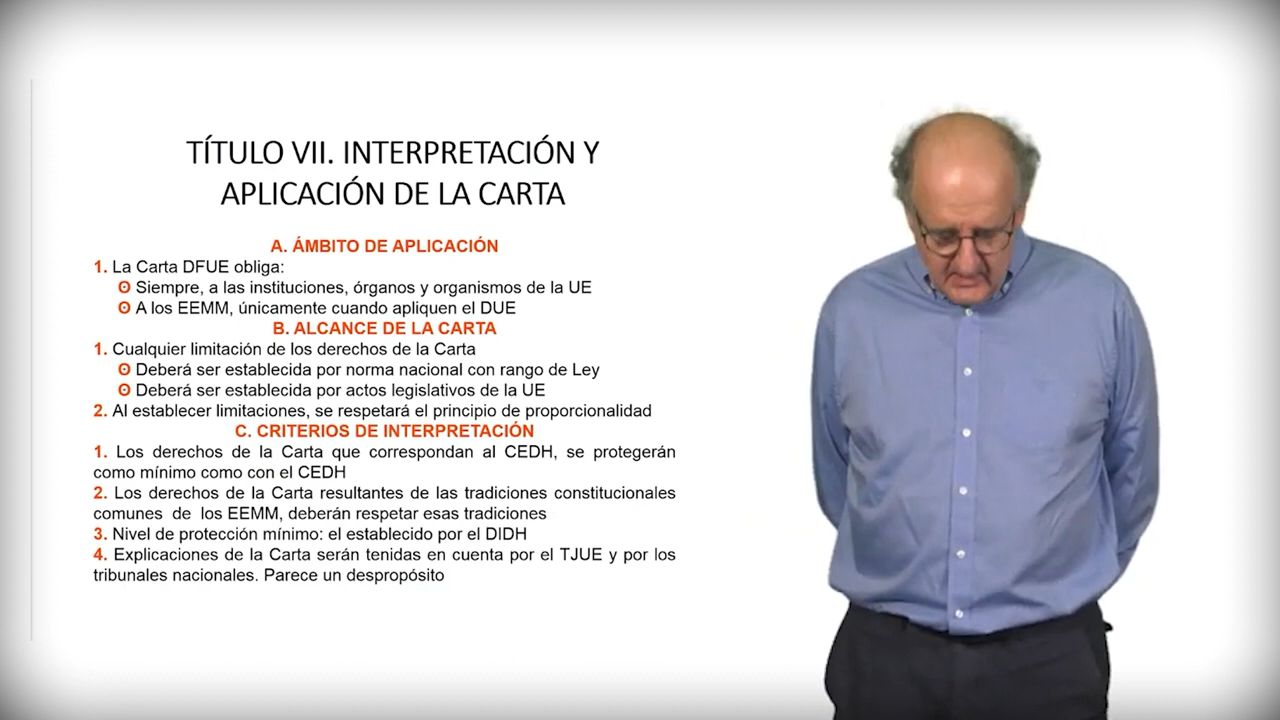 TÍTULO VII. INTERPRETACIÓN Y
APLICACIÓN DE LA CARTA
A. ÁMBITO DE APLICACIÓN
1. La Carta DFUE obliga:
ʘ Siempre, a las instituciones, órganos y organismos de la UE
ʘ A los EEMM, únicamente cuando apliquen el DUE
B. ALCANCE DE LA CARTA
1. Cualquier limitación de los derechos de la Carta
ʘ Deberá ser establecida por norma nacional con rango de Ley
ʘ Deberá ser establecida por actos legislativos de la UE
2. Al establecer limitaciones, se respetará el principio de proporcionalidad
C. CRITERIOS DE INTERPRETACIÓN
1. Los derechos de la Carta que correspondan al CEDH, se protegerán
como mínimo como con el CEDH
2. Los derechos de la Carta resultantes de las tradiciones constitucionales
comunes de los EEMM, deberán respetar esas tradiciones
3. Nivel de protección mínimo: el establecido por el DIDH
4. Explicaciones de la Carta serán tenidas en cuenta por el TJUE y por los
tribunales nacionales. Parece un despropósito